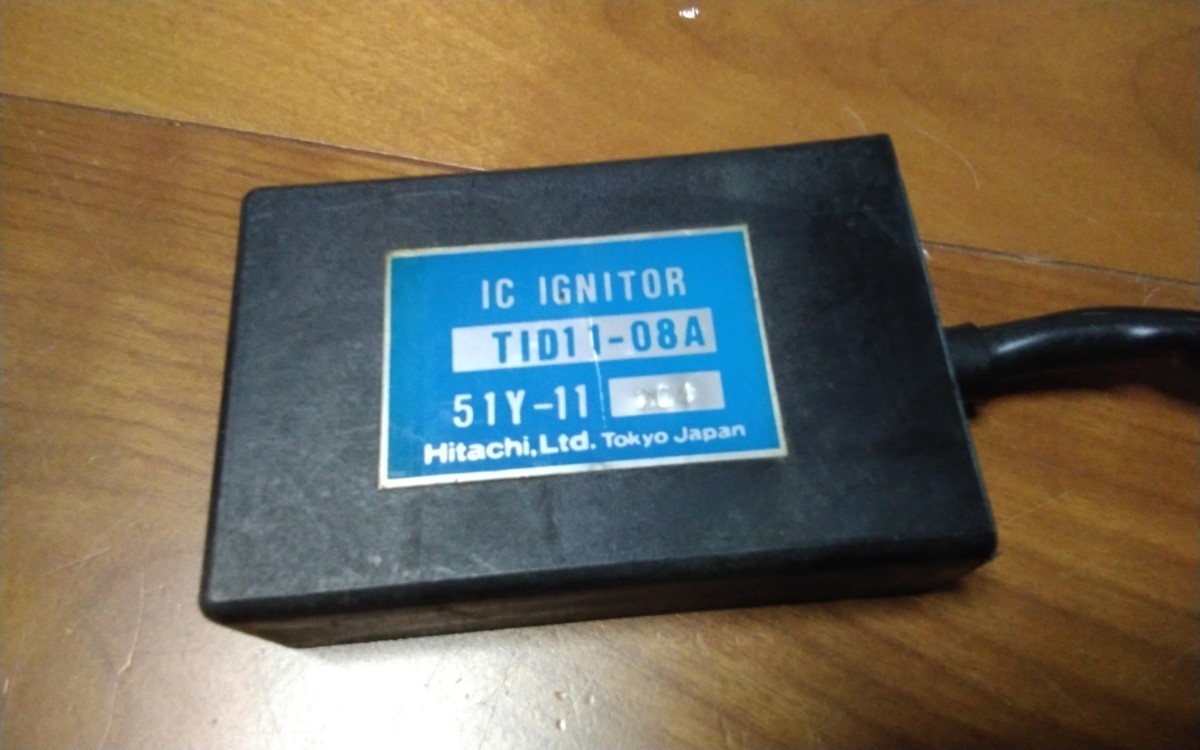 IC IGNITOR
TID11-08A
51Y-11
Hitachi, Ltd. Tokyo Japan